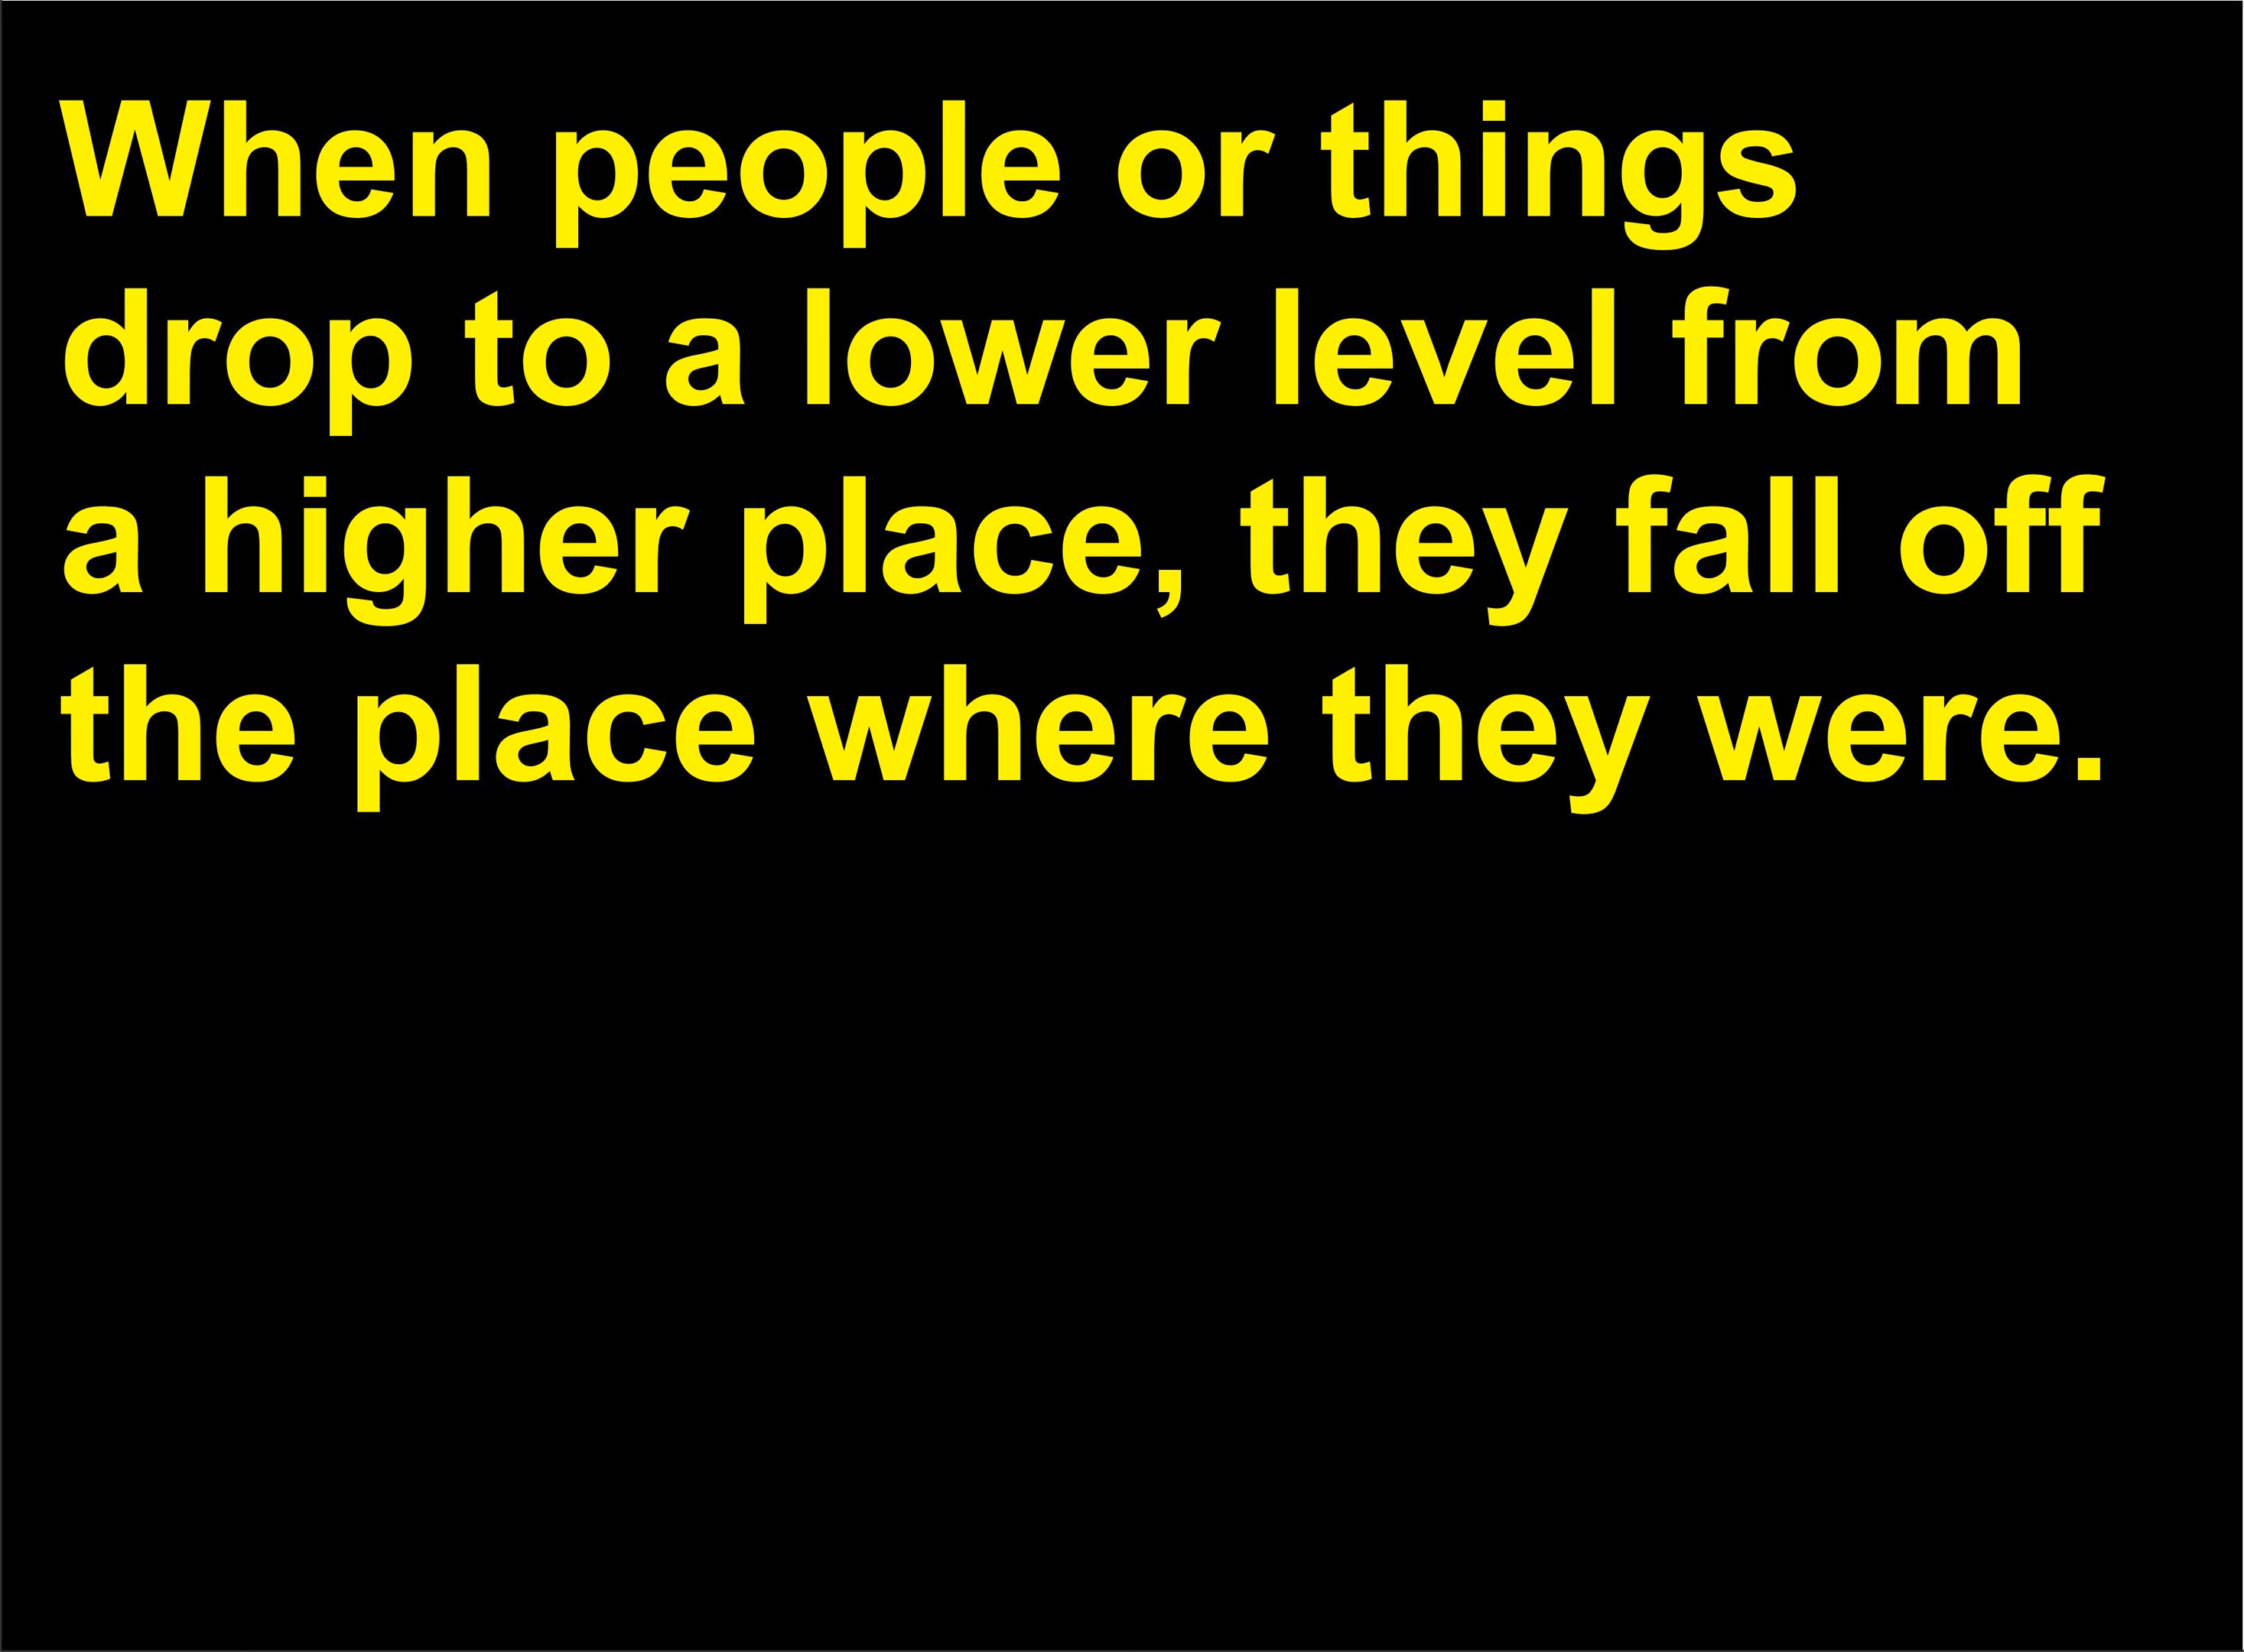 When people or things
drop to a lower level from
a higher place, they fall off
the place where they were.